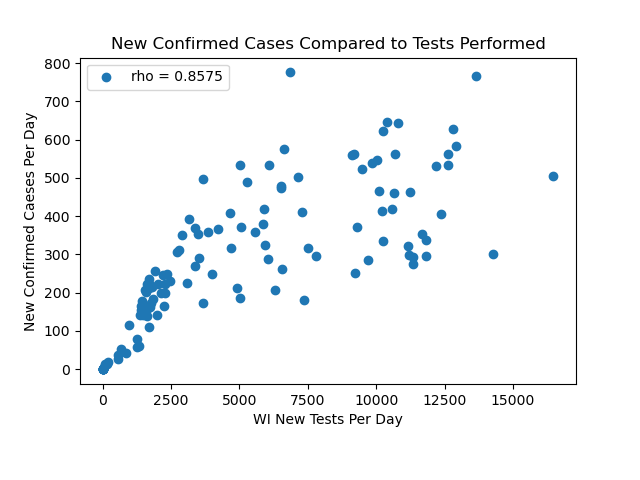 New Confirmed Cases Compared to Tests Performed
rho = 0.8575
New Confirmed Caeses Per Day
800
700
600
500
400
300
200
100
0
0 2500 5000 7500 10000 12500 15000
WI New Tests Per Day